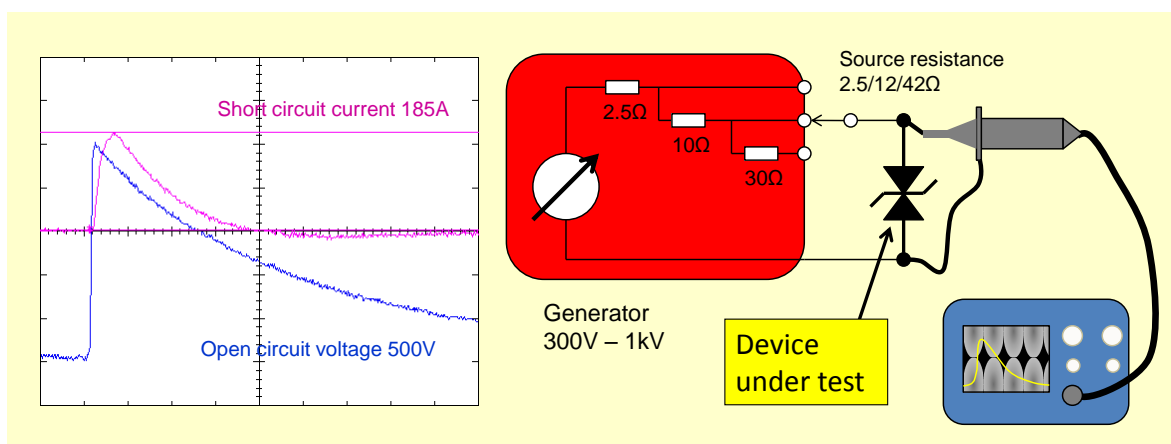 Short circuit current 185A
Open circuit voltage 500V
2.5Ω
10Ω
30Ω
Source resistance
2.5/12/42Ω
Generator
300V – 1kV
Device
under test